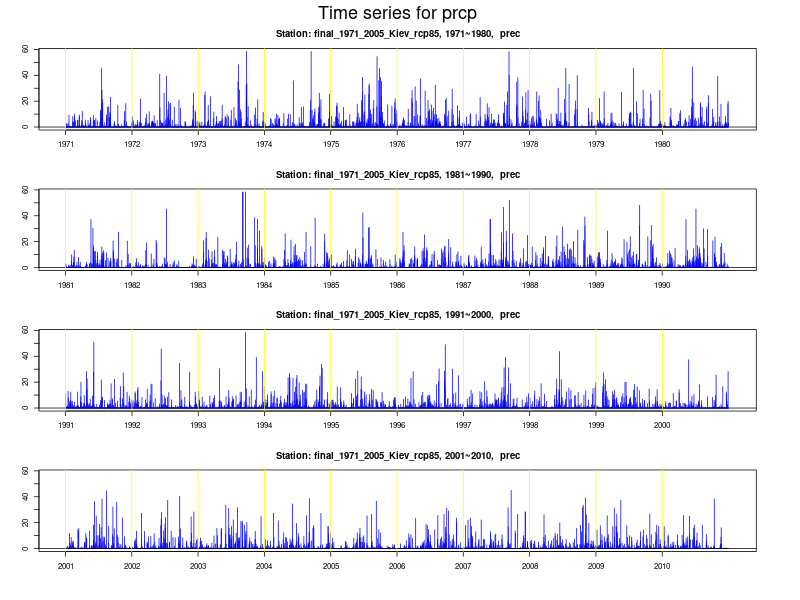 Time series for prcp
Station: final_1971_2005_Kiev_rcp85, 1971~1980, prec
60
40
20
0
1971 1972 1973 1974 1975 1976 1977 1978 1979 1980
Station: final_1971_2005_Kiev_rcp85, 1981~1990, prec
60
40
20
0
1981 1982 1983 1984 1985 1986 1987 1988 1989 1990
Station: final_1971_2005_Kiev_rcp85, 1991~2000, prec
60
40
20
0
1991 1992 1993 1994 1995 1996 1997 1998 1999 2000
Station: final_1971_2005_Kiev_rcp85, 2001~2010, prec
60
40
20
0
2001 2002 2003 2004 2005 2006 2007 2008 2009 2010